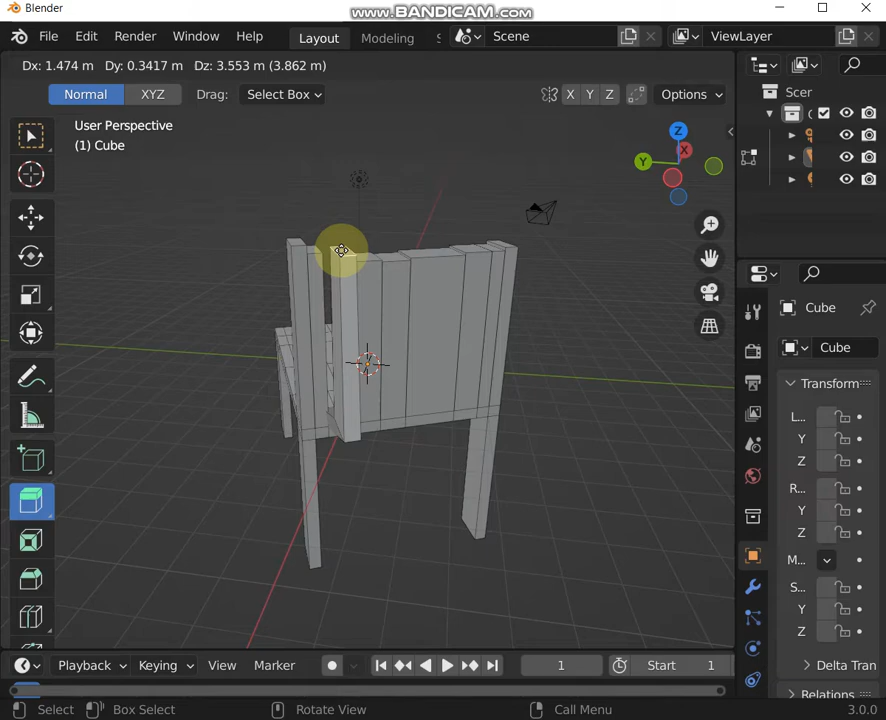 Blender
www.BANDICAM.com
File Edit Render Window Help Layout Modeling Scene ViewLayer
Dx: 1.474 m Dy: 0.3417 m Dz: 3.553 m (3.862 m)
Normal XYZ Drag: Select Box X Y Z Options
User Perspective
(1) Cube
Z
X
Y
Scer
Cube
Cube
Transform
L...
Y
Z
R...
Y
Z
M...
S...
Y
Z
Delta Tran
Relations
Playback Keying View Marker 1 Start 1
Select Box Select Rotate View Call Menu 3.0.0